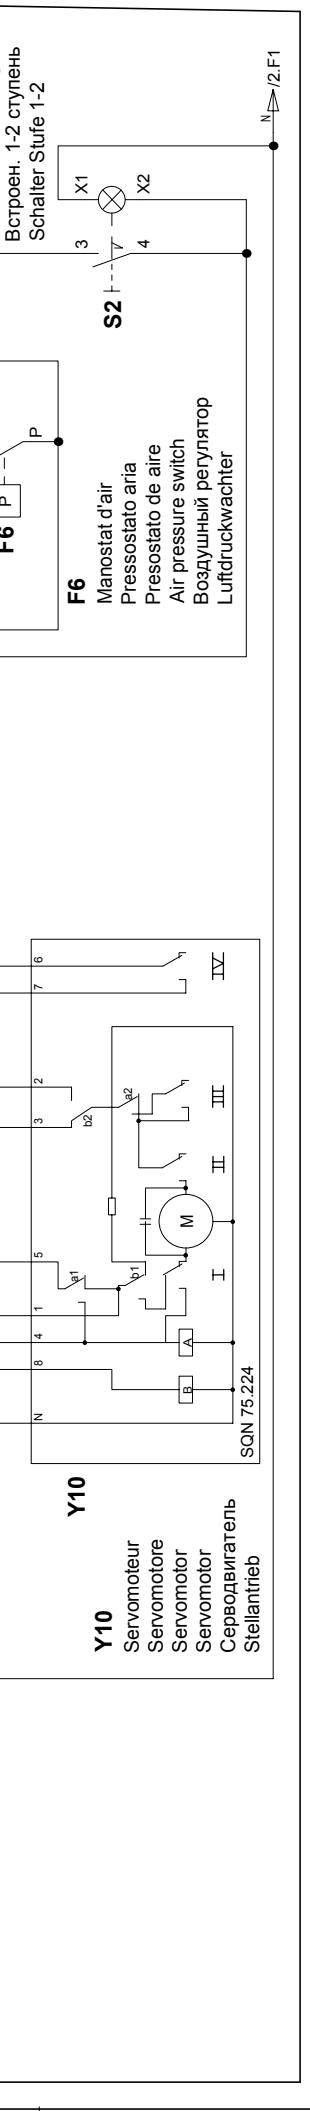 Встроен. 1-2 ступень
Schalter Stufe 1-2
N
/2.F1
X1
X2
3
4
S2
P
P
F6
F6
Manostat d'air
Pressostato aria
Presostato de aire
Air pressure switch
Воздушный регулятор
Luftdruckwachter
N
8
4
1
5
3
2
7
6
a1
b1
b2
a2
M
A
B
I
II
III
IV
SQN 75.224
Y10
Y10
Servomoteur
Servomotore
Servomotor
Servomotor
Серводвигатель
Stellantrieb